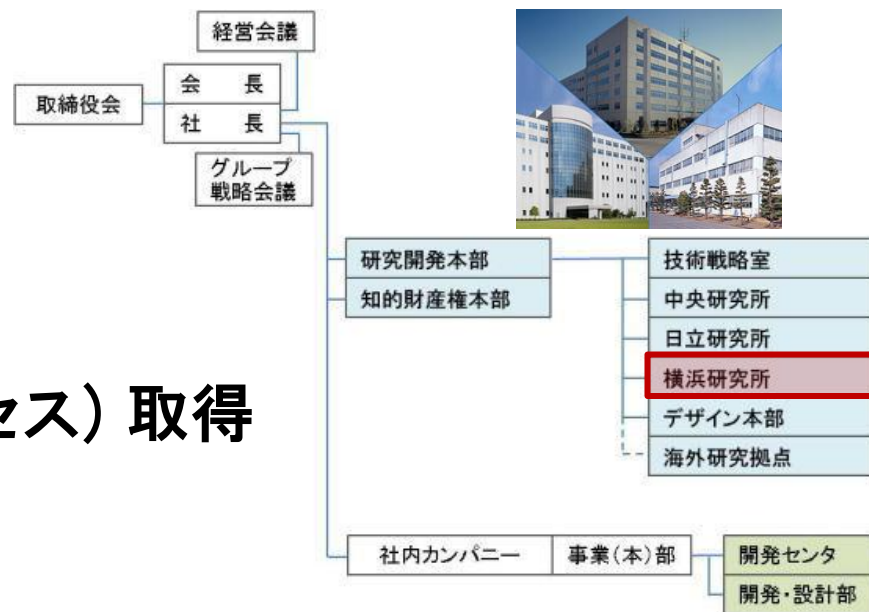 経営会議
取締役会
会 長
社 長
グループ
戦略会議
研究開発本部
知的財産権本部
技術戦略室
中央研究所
日立研究所
横浜研究所
デザイン本部
海外研究拠点
セス) 取得
社内カンパニー
事業(本)部
開発センタ
開発・設計部